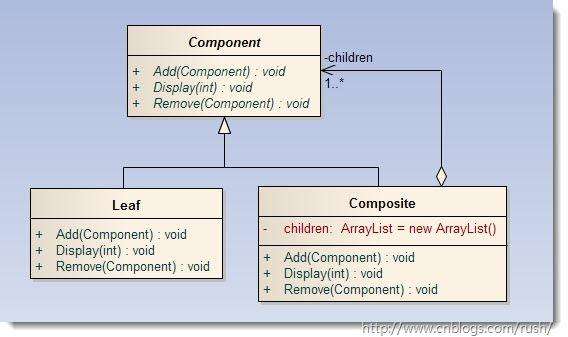 Component
+ Add(Component) : void
+ Display(int) : void
+ Remove(Component) : void
-children
1..*
Leaf
+ Add(Component) : void
+ Display(int) : void
+ Remove(Component) : void
Composite
- children: ArrayList = new ArrayList()
+ Add(Component) : void
+ Display(int) : void
+ Remove(Component) : void
http://www.cnblogs.com/rush/